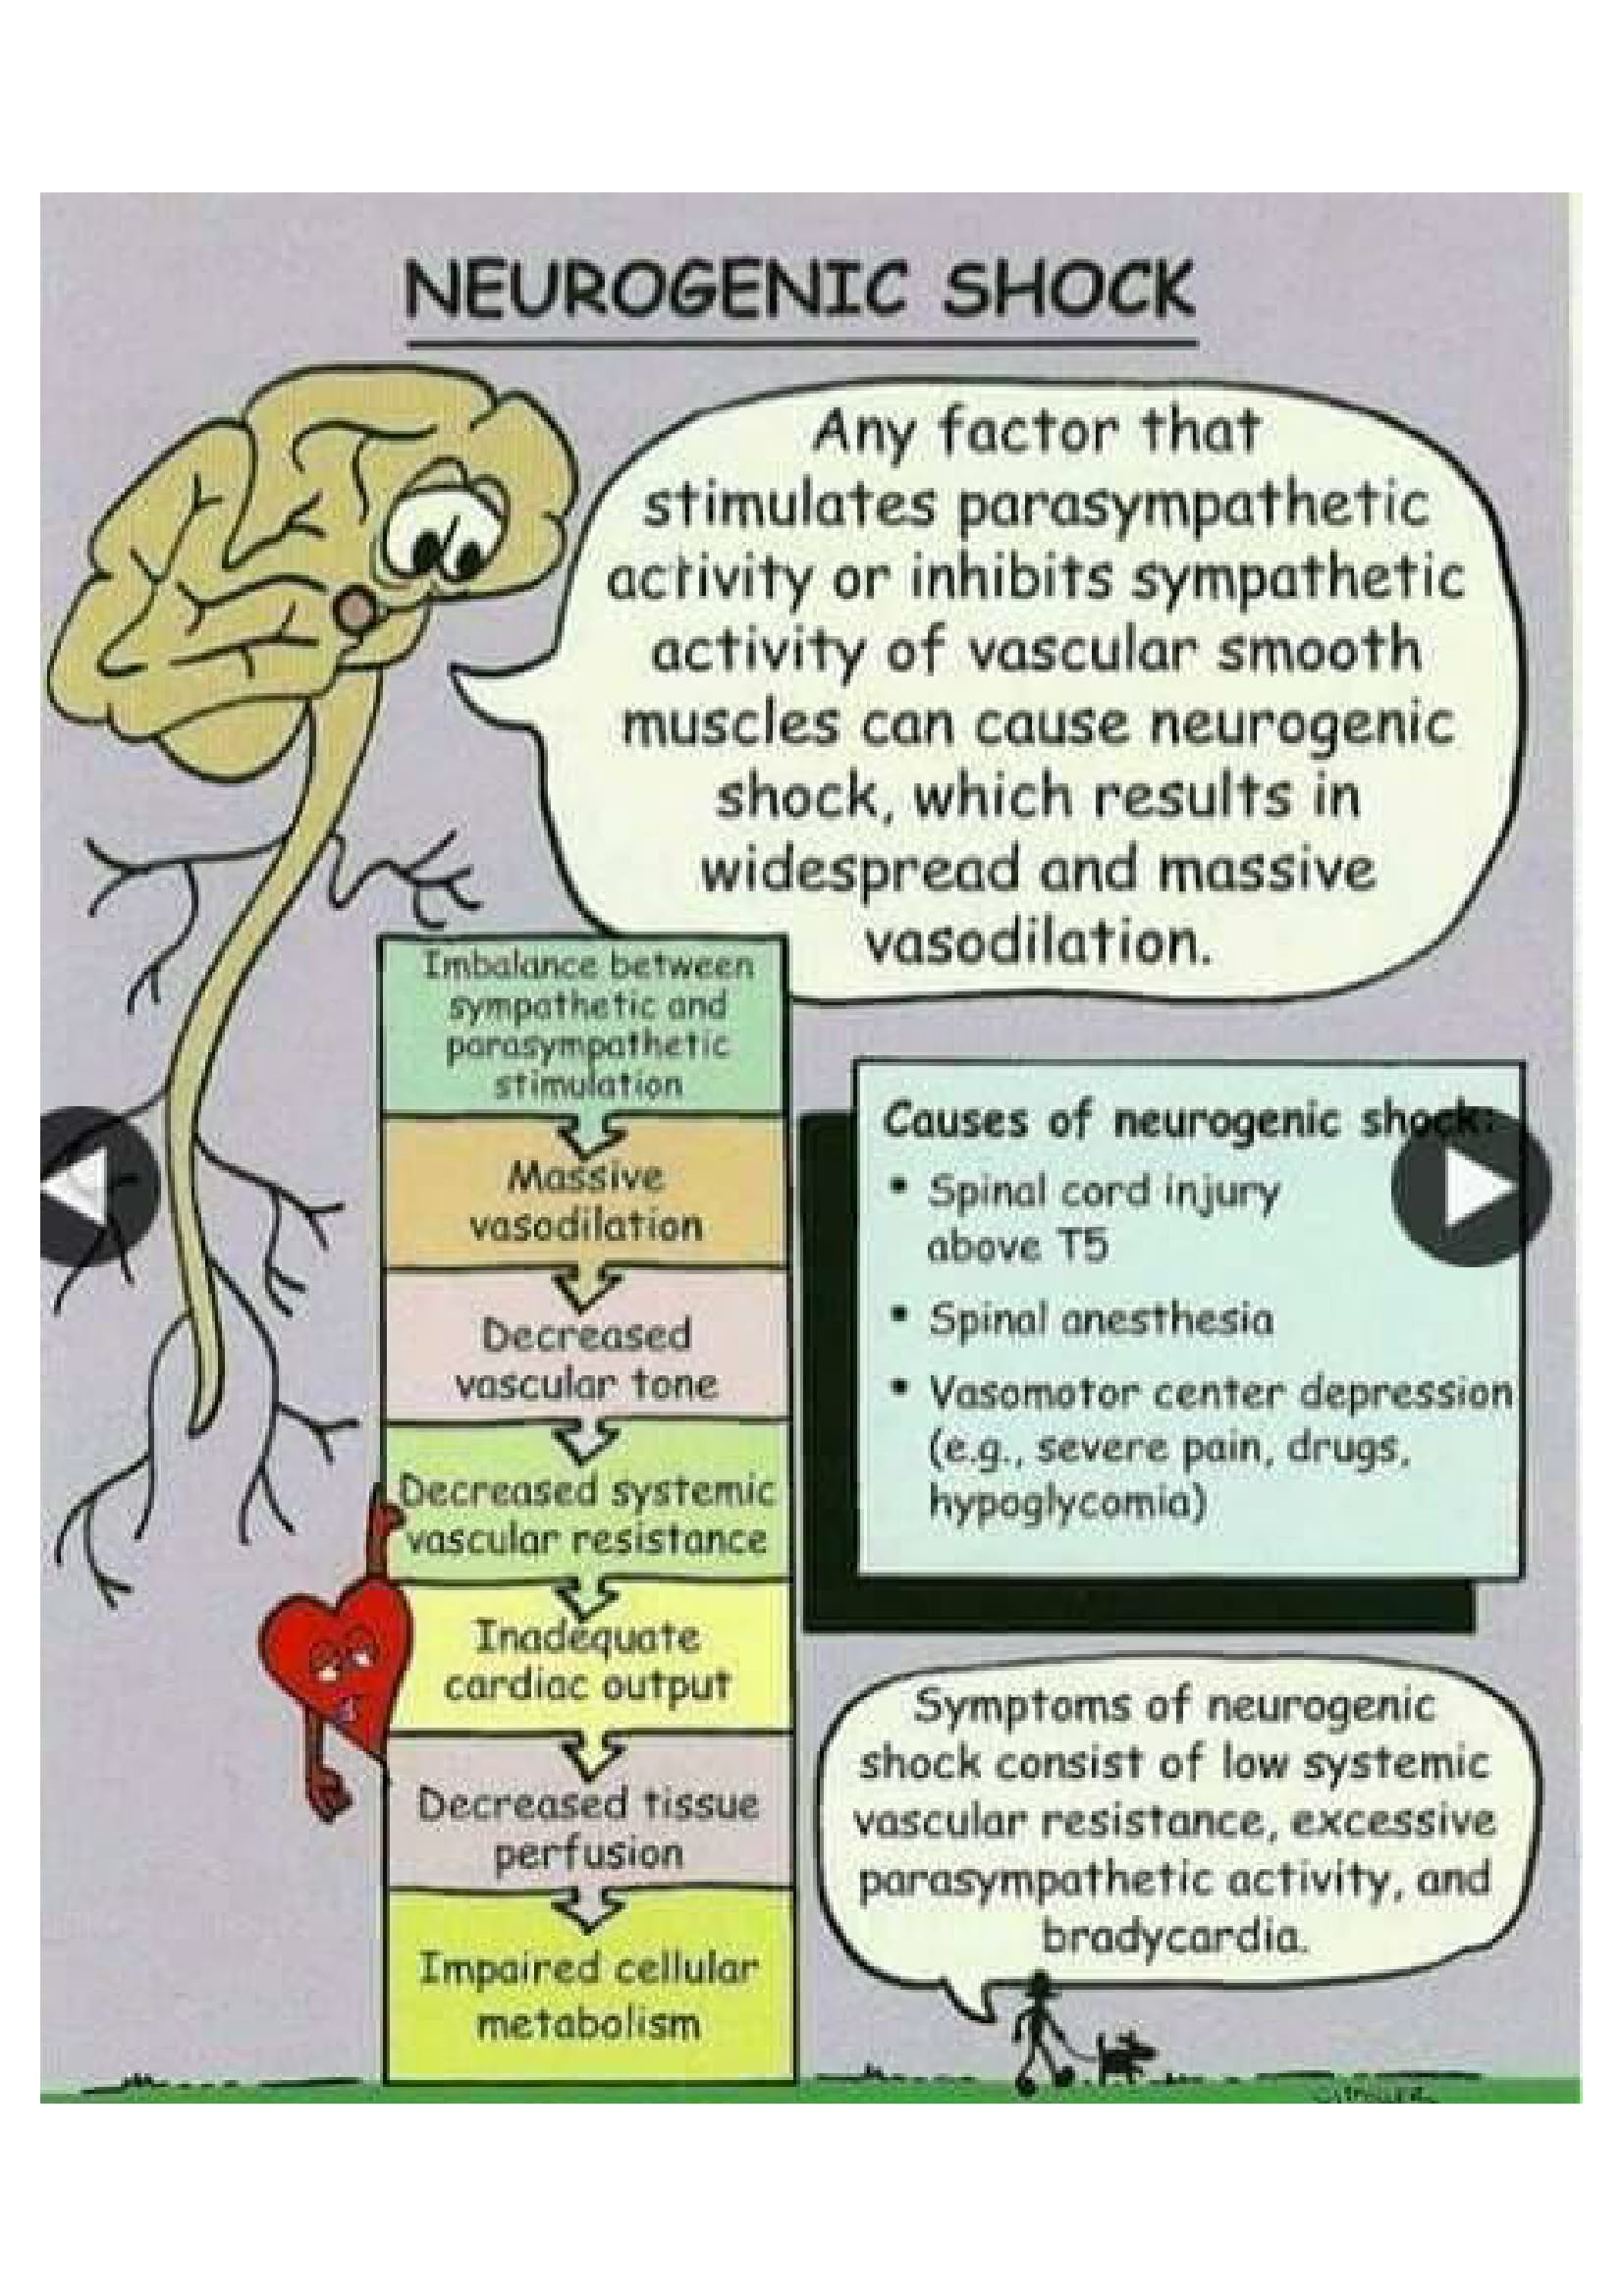 NEUROGENIC SHOCK
Any factor that
stimulates parasympathetic
activity or inhibits sympathetic
activity of vascular smooth
muscles can cause neurogenic
shock, which results in
widespread and massive
vasodilation.
Imbalance between
sympathetic and
parasympathetic
stimulation
Massive
vasodilation
Decreased
vascular tone
Decreased systemic
vascular resistance
Inadequate
cardiac output
Decreased tissue
perfusion
Impaired cellular
metabolism
Causes of neurogenic shock:
• Spinal cord injury
above T5
• Spinal anesthesia
• Vasomotor center depression
(e.g., severe pain, drugs,
hypoglycomia)
Symptoms of neurogenic
shock consist of low systemic
vascular resistance, excessive
parasympathetic activity, and
bradycardia.